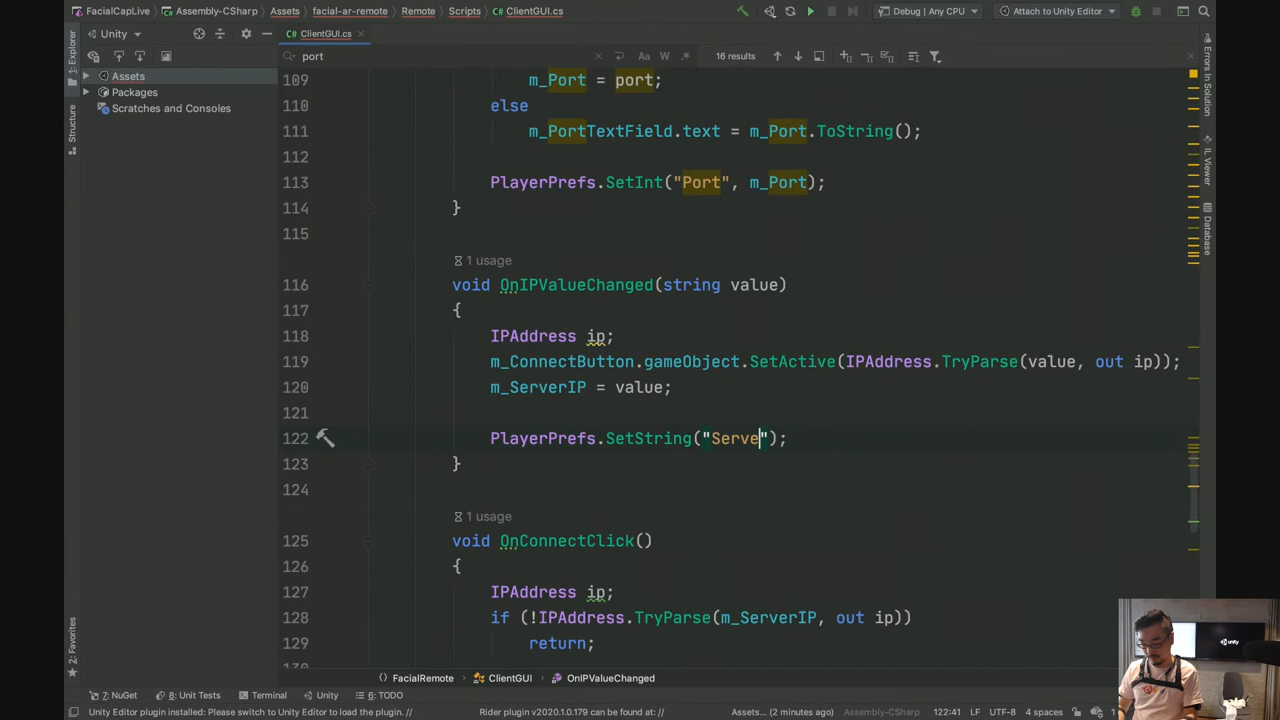 FacialCapLive Assembly-CSharp Assets facial-ar-remote Remote Scripts ClientGUI.cs Debug | Any CPU Attach to Unity Editor
Unity ClientGUI.cs
port Aa W .* 16 results
1: Explorer
Structure
2: Favorites
Assets
Packages
Scratches and Consoles
109 m_Port = port;
110 else
111 m_PortTextField.text = m_Port.ToString();
112
113 PlayerPrefs.SetInt("Port", m_Port);
114 }
115
1 usage
116 void OnIPValueChanged(string value)
117 {
118 IPAddress ip;
119 m_ConnectButton.gameObject.SetActive(IPAddress.TryParse(value, out ip));
120 m_ServerIP = value;
121
122 PlayerPrefs.SetString("Serve");
123 }
124
1 usage
125 void OnConnectClick()
126 {
127 IPAddress ip;
128 if (!IPAddress.TryParse(m_ServerIP, out ip))
129 return;
130
Errors In Solution
IL Viewer
Database
unity
FacialRemote ClientGUI OnIPValueChanged
7: NuGet 8: Unit Tests Terminal Unity 6: TODO
Unity Editor plugin installed: Please switch to Unity Editor to load the plugin. // Rider plugin v2020.1.0.179 can be found at: // Assets... (2 minutes ago) Assembly-CSharp 122:41 LF UTF-8 4 spaces